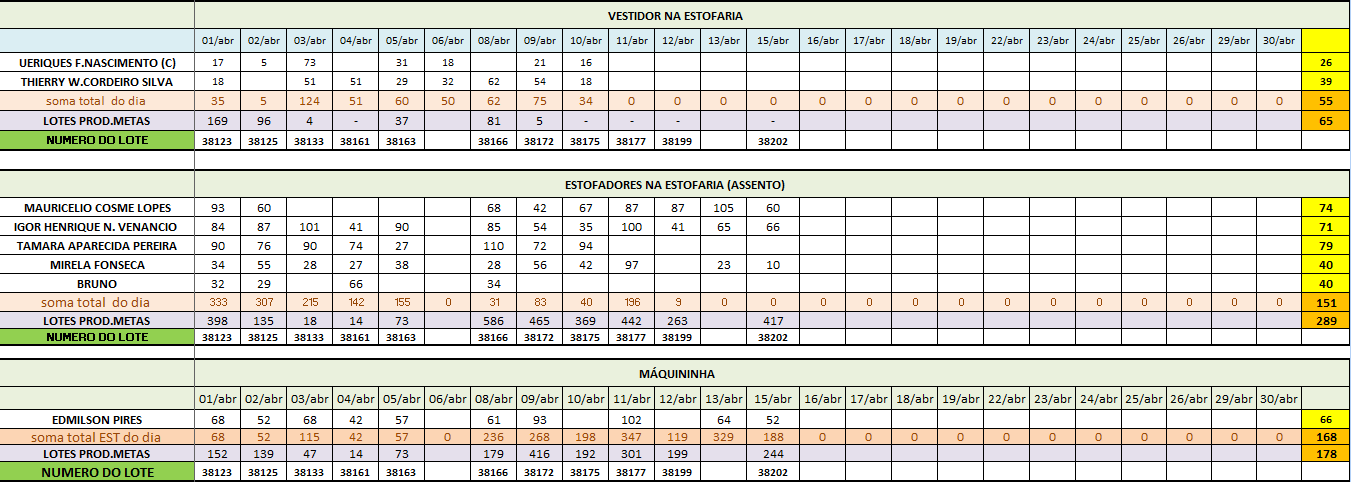 VESTIDOR NA ESTOFARIA
01/abr 02/abr 03/abr 04/abr 05/abr 06/abr 08/abr 09/abr 10/abr 11/abr 12/abr 13/abr 15/abr 16/abr 17/abr 18/abr 19/abr 22/abr 23/abr 24/abr 25/abr 26/abr 29/abr 30/abr
UERIQUES F.NASCIMENTO (C) 17 5 73 31 18 21 16 26
THIERRY W.CORDEIRO SILVA 18 51 51 29 32 62 54 18 39
soma total do dia 35 5 124 51 60 50 62 75 34 0 0 0 0 0 0 0 0 0 0 0 0 0 0 0 55
LOTES PROD.METAS 169 96 4 - 37 81 5 - - - - 65
NUMERO DO LOTE 38123 38125 38133 38161 38163 38166 38172 38175 38177 38199 38202
ESTOFADORES NA ESTOFARIA (ASSENTO)
MAURICELIO COSME LOPES 93 60 68 42 67 87 87 105 60 74
IGOR HENRIQUE N. VENANCIO 84 87 101 41 90 85 54 35 100 41 65 66 71
TAMARA APARECIDA PEREIRA 90 76 90 74 27 110 72 94 79
MIRELA FONSECA 34 55 28 27 38 28 56 42 97 23 10 40
BRUNO 32 29 66 34 40
soma total do dia 333 307 215 142 155 0 31 83 40 196 9 0 0 0 0 0 0 0 0 0 0 0 0 0 151
LOTES PROD.METAS 398 135 18 14 73 586 465 369 442 263 417 289
NUMERO DO LOTE 38123 38125 38133 38161 38163 38166 38172 38175 38177 38199 38202
MÁQUININHA
01/abr 02/abr 03/abr 04/abr 05/abr 06/abr 08/abr 09/abr 10/abr 11/abr 12/abr 13/abr 15/abr 16/abr 17/abr 18/abr 19/abr 22/abr 23/abr 24/abr 25/abr 26/abr 29/abr 30/abr
EDMILSON PIRES 68 52 68 42 57 61 93 102 64 52 66
soma total EST do dia 68 52 115 42 57 0 236 268 198 347 119 329 188 0 0 0 0 0 0 0 0 0 0 0 168
LOTES PROD.METAS 152 139 47 14 73 179 416 192 301 199 244 178
NUMERO DO LOTE 38123 38125 38133 38161 38163 38166 38172 38175 38177 38199 38202